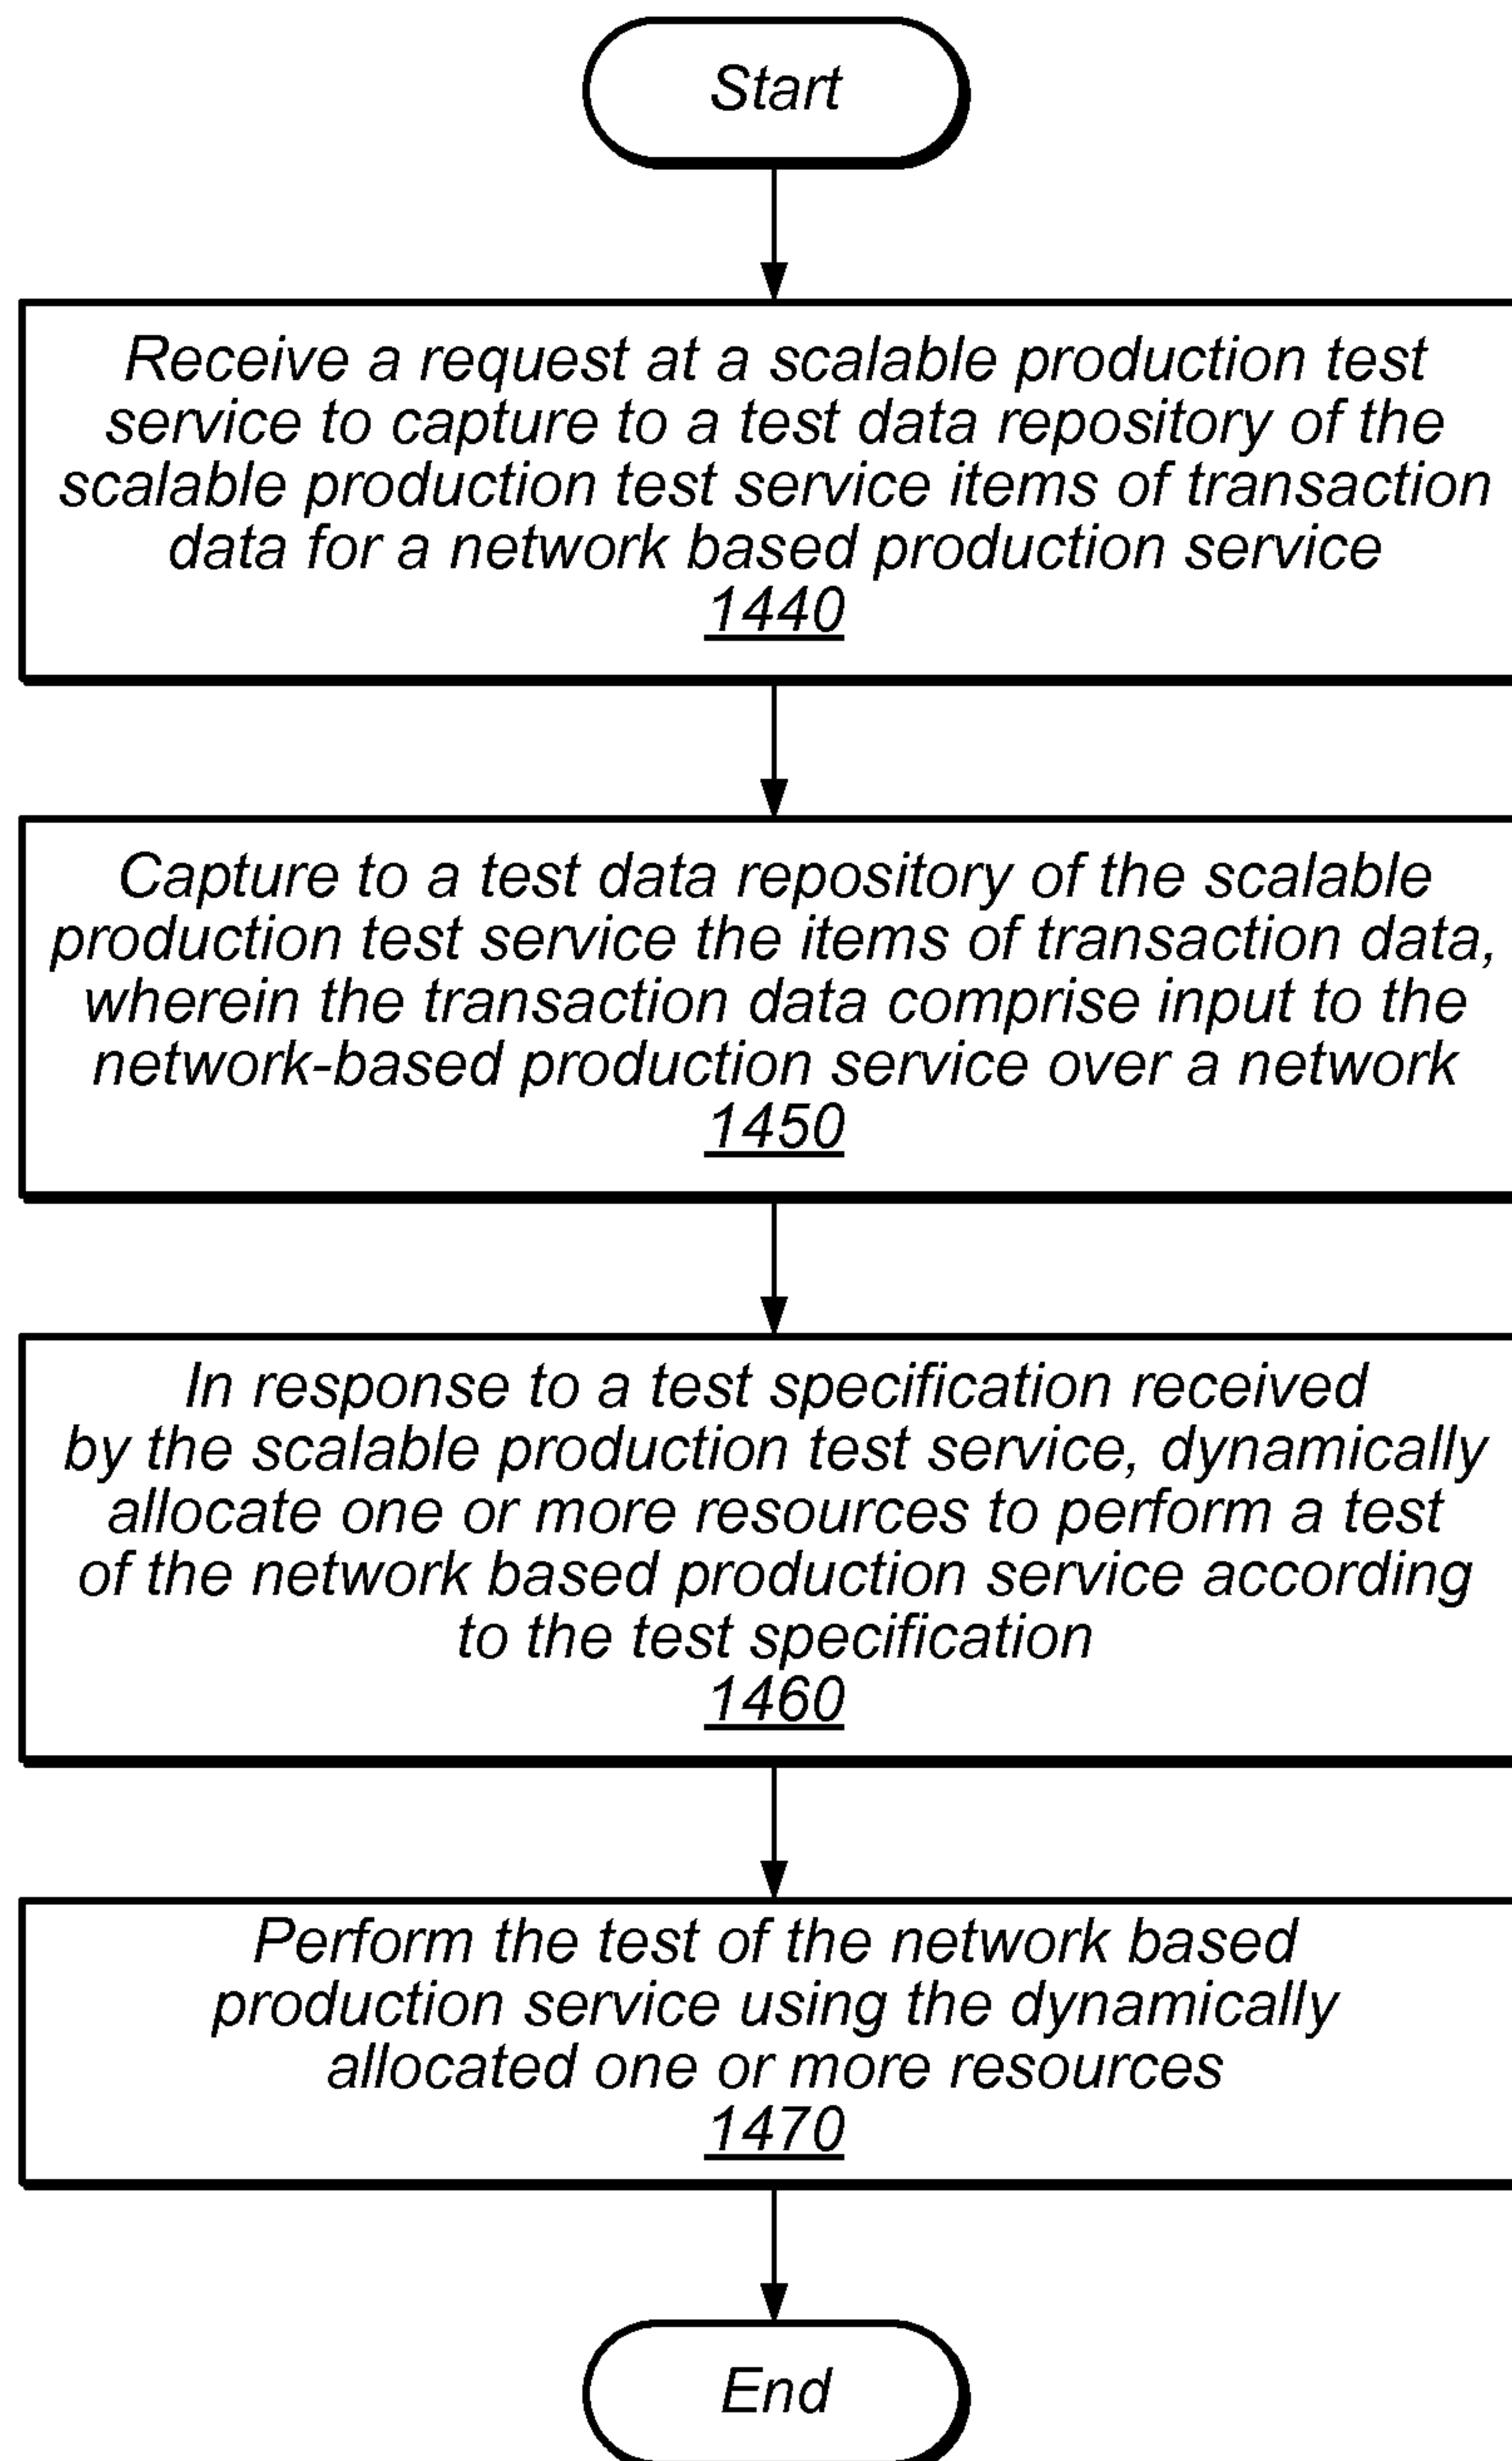 Start
Receive a request at a scalable production test
service to capture to a test data repository of the
scalable production test service items of transaction
data for a network based production service
1440
Capture to a test data repository of the scalable
production test service the items of transaction data,
wherein the transaction data comprise input to the
network-based production service over a network
1450
In response to a test specification received
by the scalable production test service, dynamically
allocate one or more resources to perform a test
of the network based production service according
to the test specification
1460
Perform the test of the network based
production service using the dynamically
allocated one or more resources
1470
End